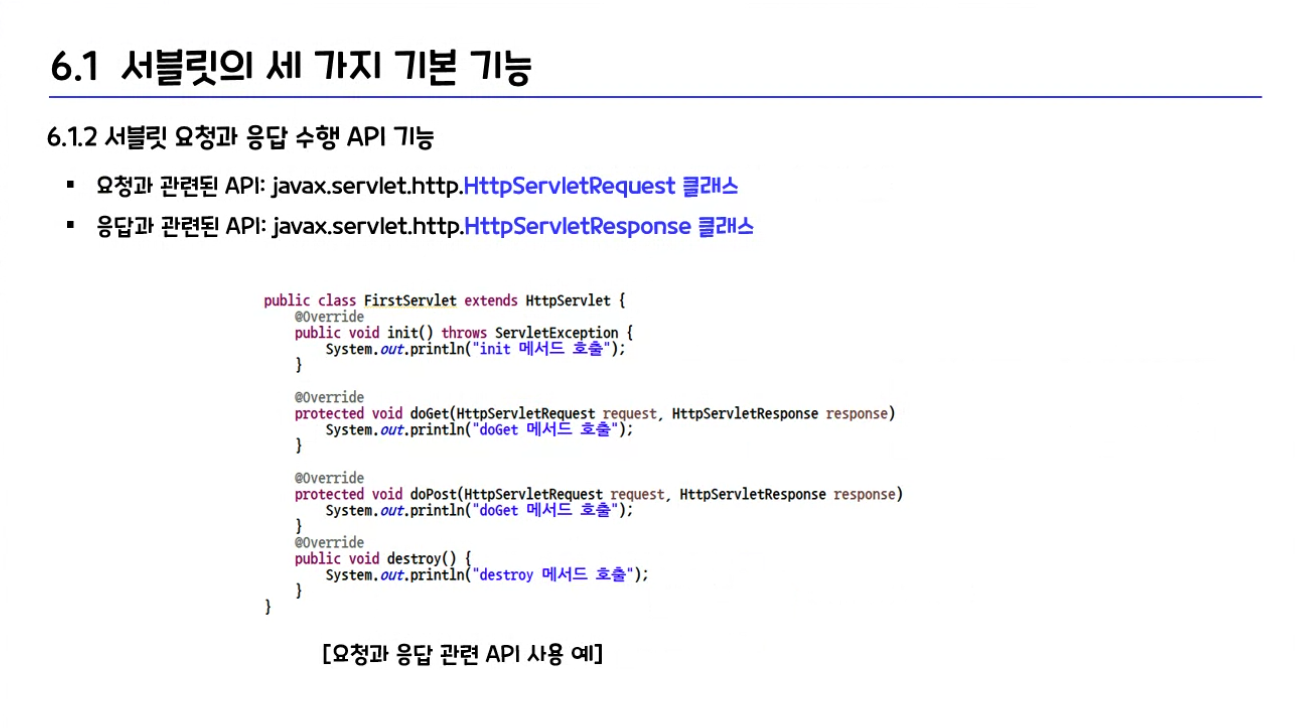 6.1 서블릿의 세 가지 기본 기능
6.1.2 서블릿 요청과 응답 수행 API 기능
▪ 요청과 관련된 API: javax.servlet.http.HttpServletRequest 클래스
▪ 응답과 관련된 API: javax.servlet.http.HttpServletResponse 클래스
public class FirstServlet extends HttpServlet {
@Override
public void init() throws ServletException {
System.out.println("init 메서드 호출");
}
@Override
protected void doGet(HttpServletRequest request, HttpServletResponse response)
System.out.println("doGet 메서드 호출");
}
@Override
protected void doPost(HttpServletRequest request, HttpServletResponse response)
System.out.println("doGet 메서드 호출");
}
@Override
public void destroy() {
System.out.println("destroy 메서드 호출");
}
}
[요청과 응답 관련 API 사용 예]